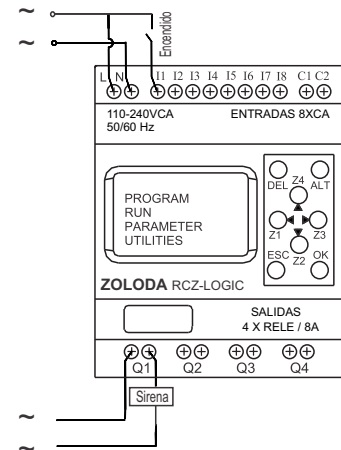 ~
~
Encendido
L N I1 I2 I3 I4 I5 I6 I7 I8 C1 C2
110-240VCA ENTRADAS 8XCA
50/60 Hz
PROGRAM
RUN
PARAMETER
UTILITIES
DEL Z4 ALT
Z1 Z3
ESC Z2 OK
ZOLODA RCZ-LOGIC
SALIDAS
4 X RELE / 8A
Q1 Q2 Q3 Q4
Sirena
~
~